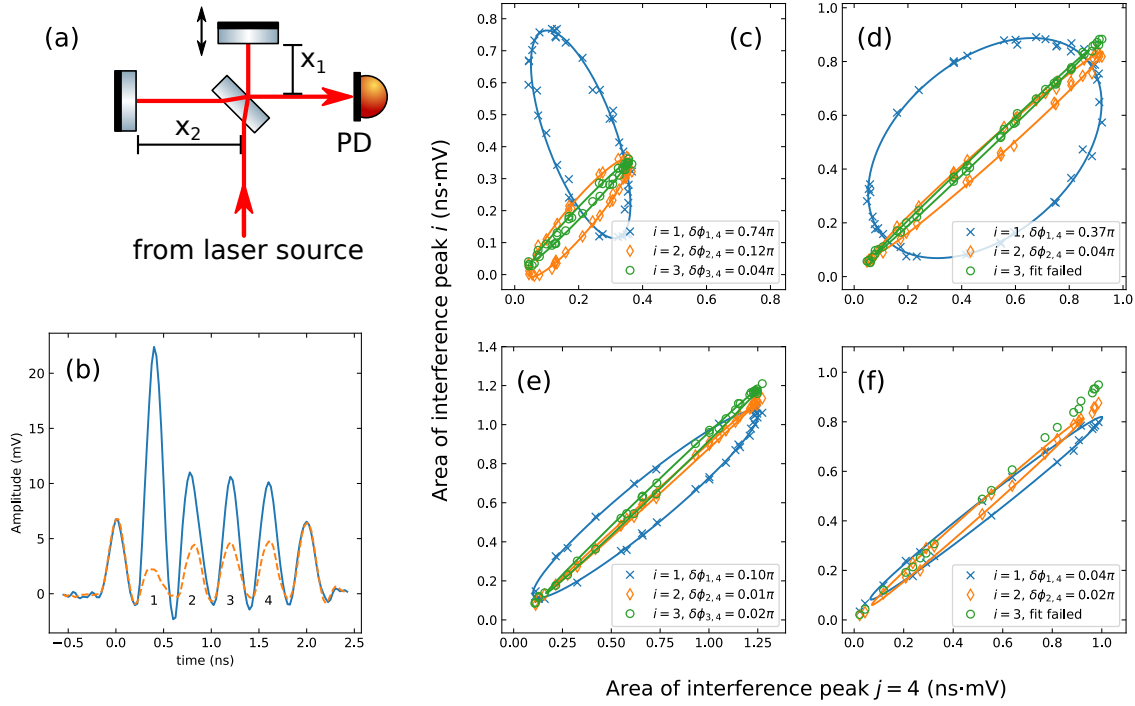 (a)
x₁
x₂
PD
from laser source
(b)
Amplitude (mV)
20
15
10
5
0
1 2 3 4
−0.5 0.0 0.5 1.0 1.5 2.0 2.5
time (ns)
Area of interference peak i (ns·mV)
(c)
0.8
0.7
0.6
0.5
0.4
0.3
0.2
0.1
0.0
i = 1, δϕ₁,₄ = 0.74π
i = 2, δϕ₂,₄ = 0.12π
i = 3, δϕ₃,₄ = 0.04π
0.0 0.2 0.4 0.6 0.8
(d)
1.0
0.8
0.6
0.4
0.2
0.0
i = 1, δϕ₁,₄ = 0.37π
i = 2, δϕ₂,₄ = 0.04π
i = 3, fit failed
0.0 0.2 0.4 0.6 0.8 1.0
(e)
1.4
1.2
1.0
0.8
0.6
0.4
0.2
0.0
i = 1, δϕ₁,₄ = 0.10π
i = 2, δϕ₂,₄ = 0.01π
i = 3, δϕ₃,₄ = 0.02π
0.00 0.25 0.50 0.75 1.00 1.25
(f)
1.0
0.8
0.6
0.4
0.2
0.0
i = 1, δϕ₁,₄ = 0.04π
i = 2, δϕ₂,₄ = 0.02π
i = 3, fit failed
0.0 0.2 0.4 0.6 0.8 1.0
Area of interference peak j = 4 (ns·mV)